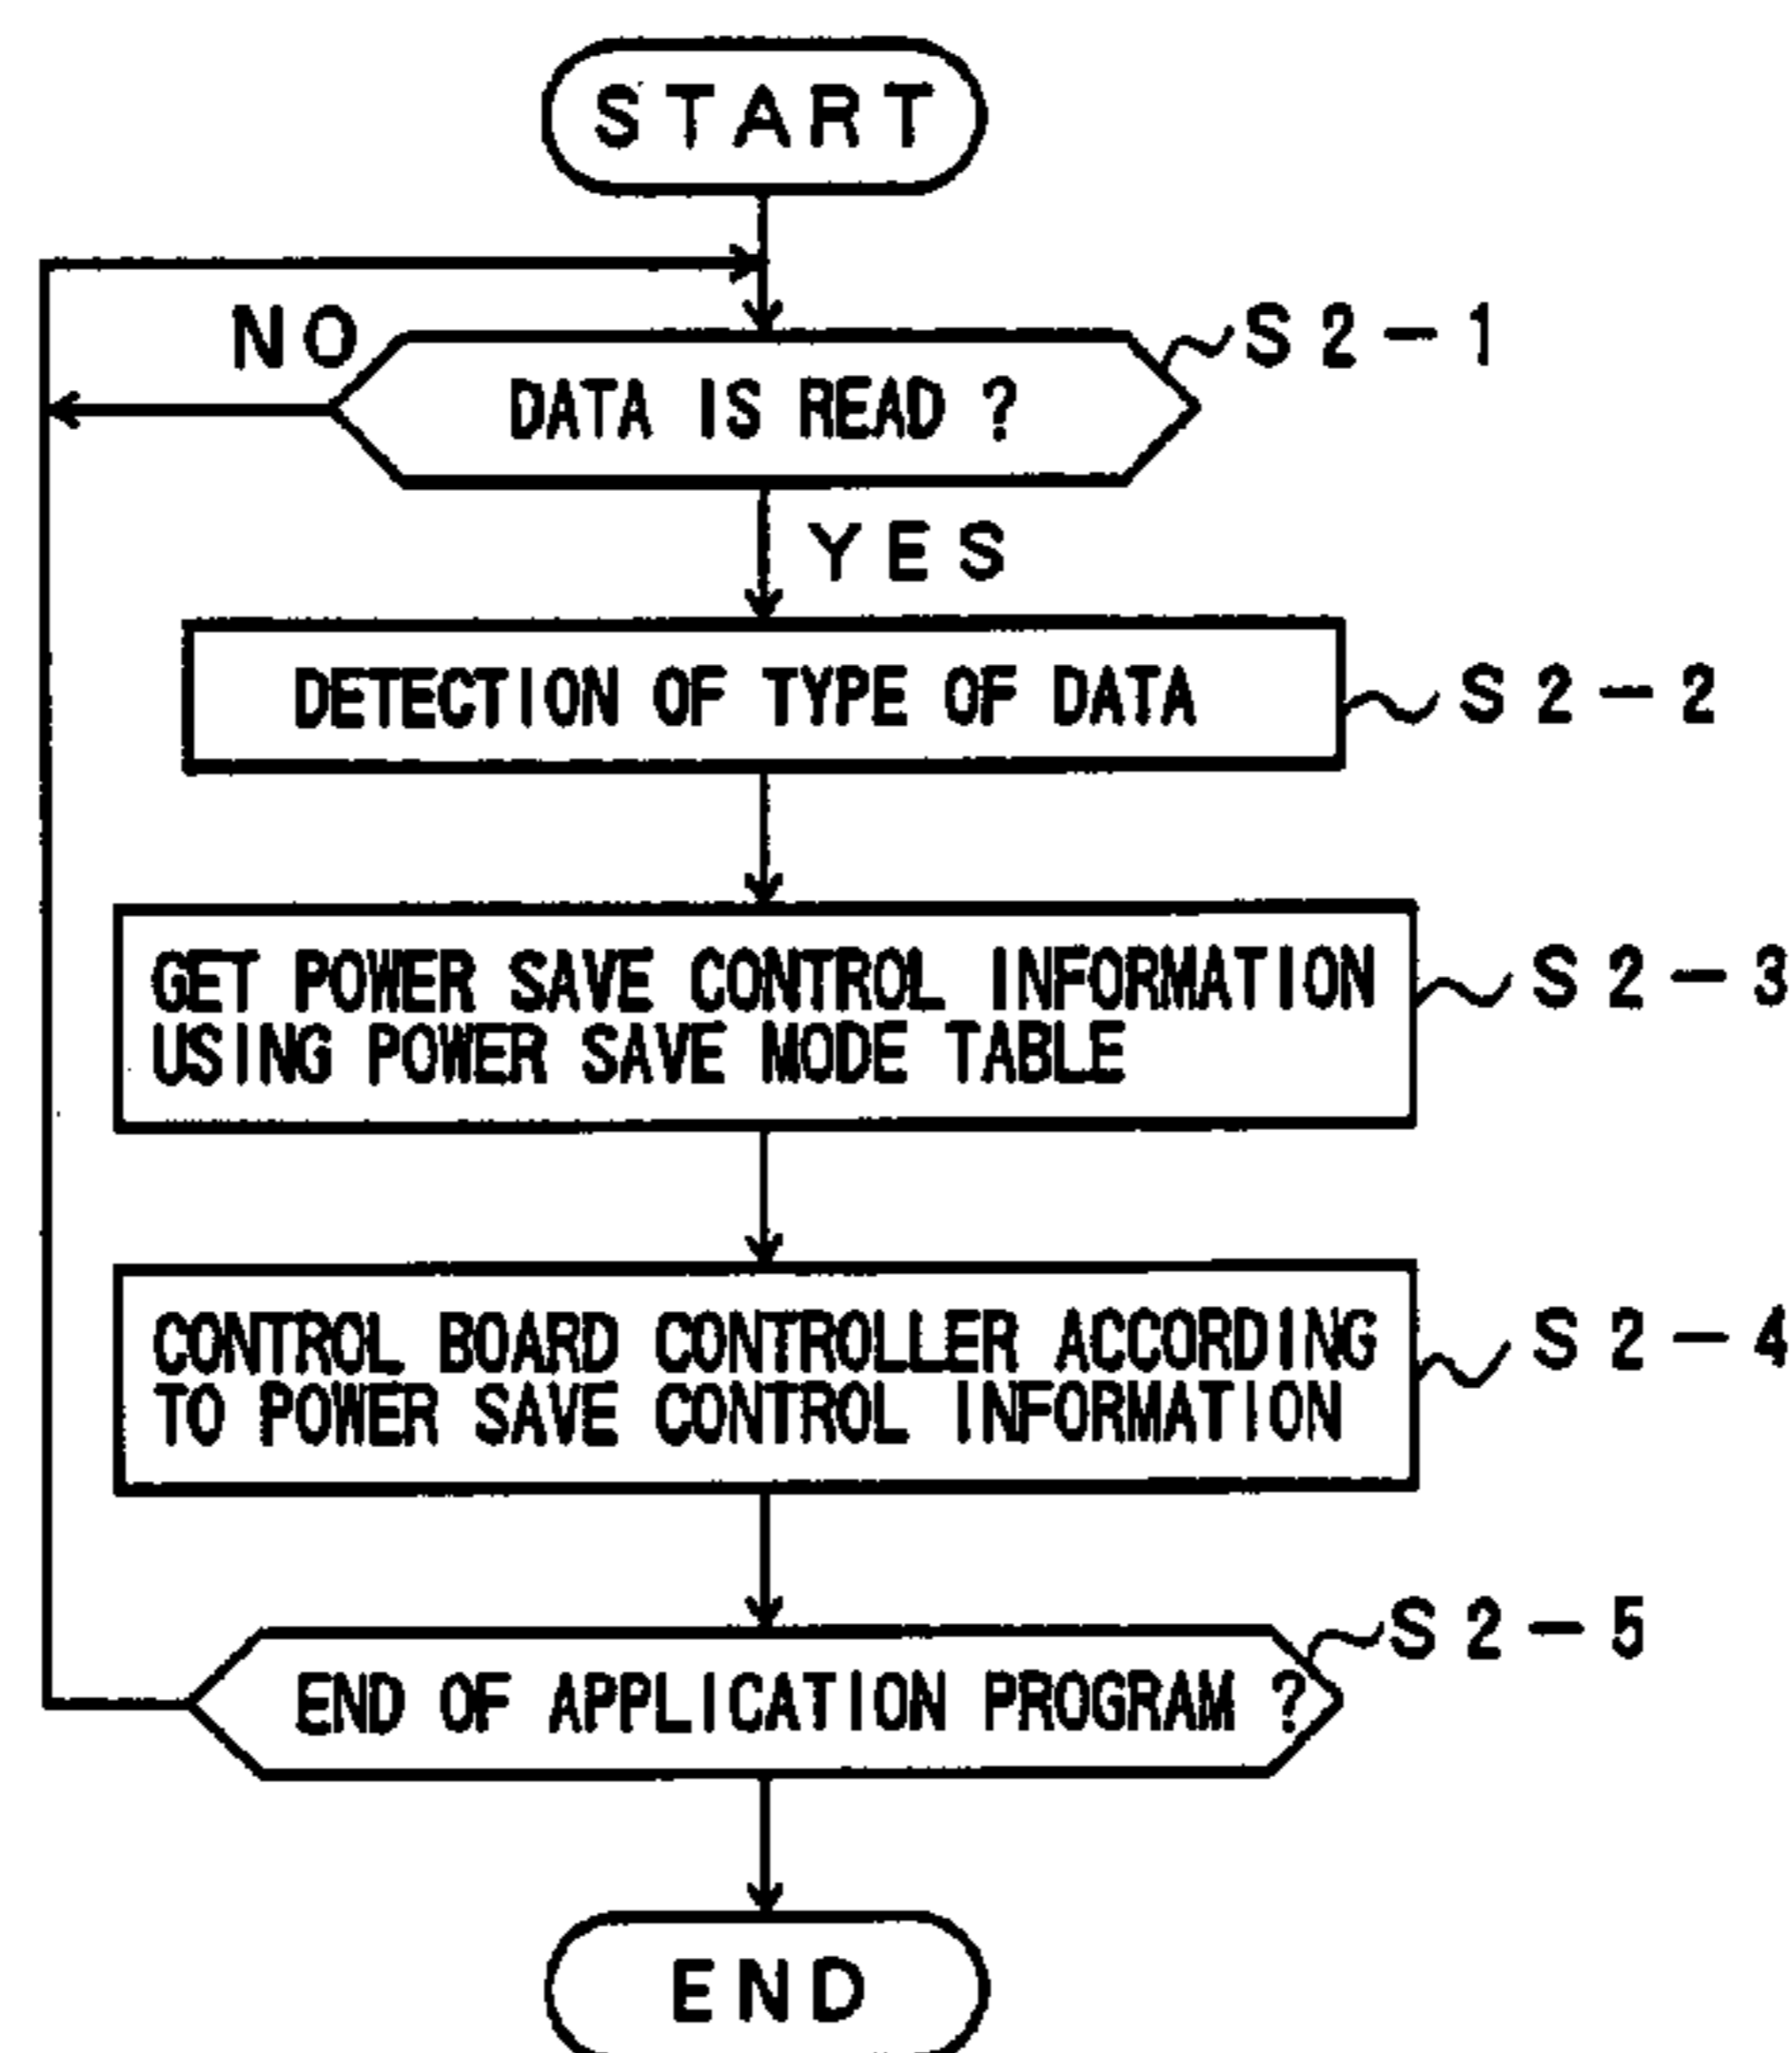 START
NO
S2-1
DATA IS READ ?
YES
DETECTION OF TYPE OF DATA
S2-2
GET POWER SAVE CONTROL INFORMATION
USING POWER SAVE MODE TABLE
S2-3
CONTROL BOARD CONTROLLER ACCORDING
TO POWER SAVE CONTROL INFORMATION
S2-4
S2-5
END OF APPLICATION PROGRAM ?
END